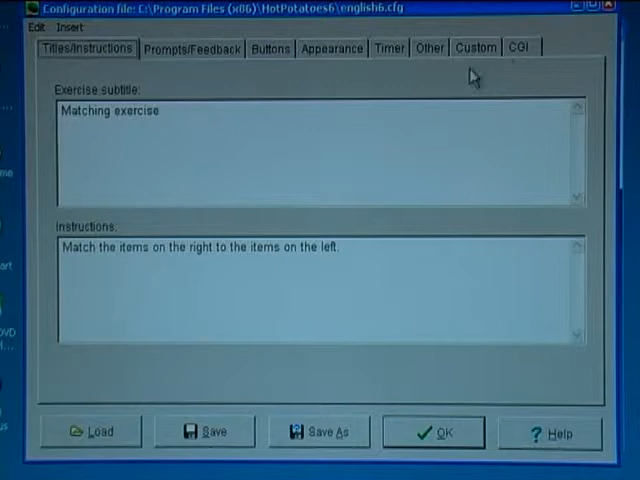 Configuration file: C:\Program Files (x86)\HotPotatoes6\english6.cfg
Edit Insert
Titles/Instructions Prompts/Feedback Buttons Appearance Timer Other Custom CGI
Exercise subtitle:
Matching exercise
Instructions:
Match the items on the right to the items on the left.
Load Save Save As OK Help